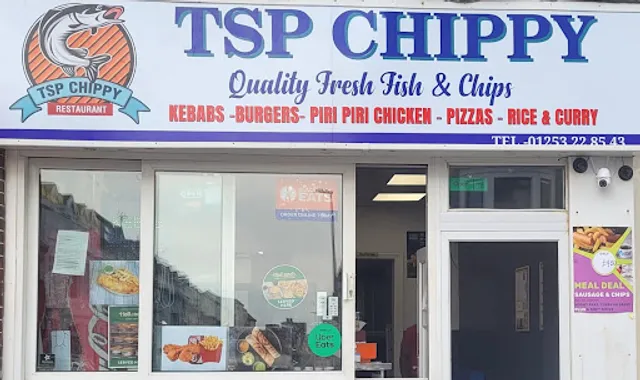 TSP CHIPPY
TSP CHIPPY
RESTAURANT
Quality Fresh Fish & Chips
KEBABS -BURGERS- PIRI PIRI CHICKEN - PIZZAS - RICE & CURRY
TEL -01253 22 85 43
EATS
Uber
Eats
MEAL DEAL
SAUSAGE & CHIPS